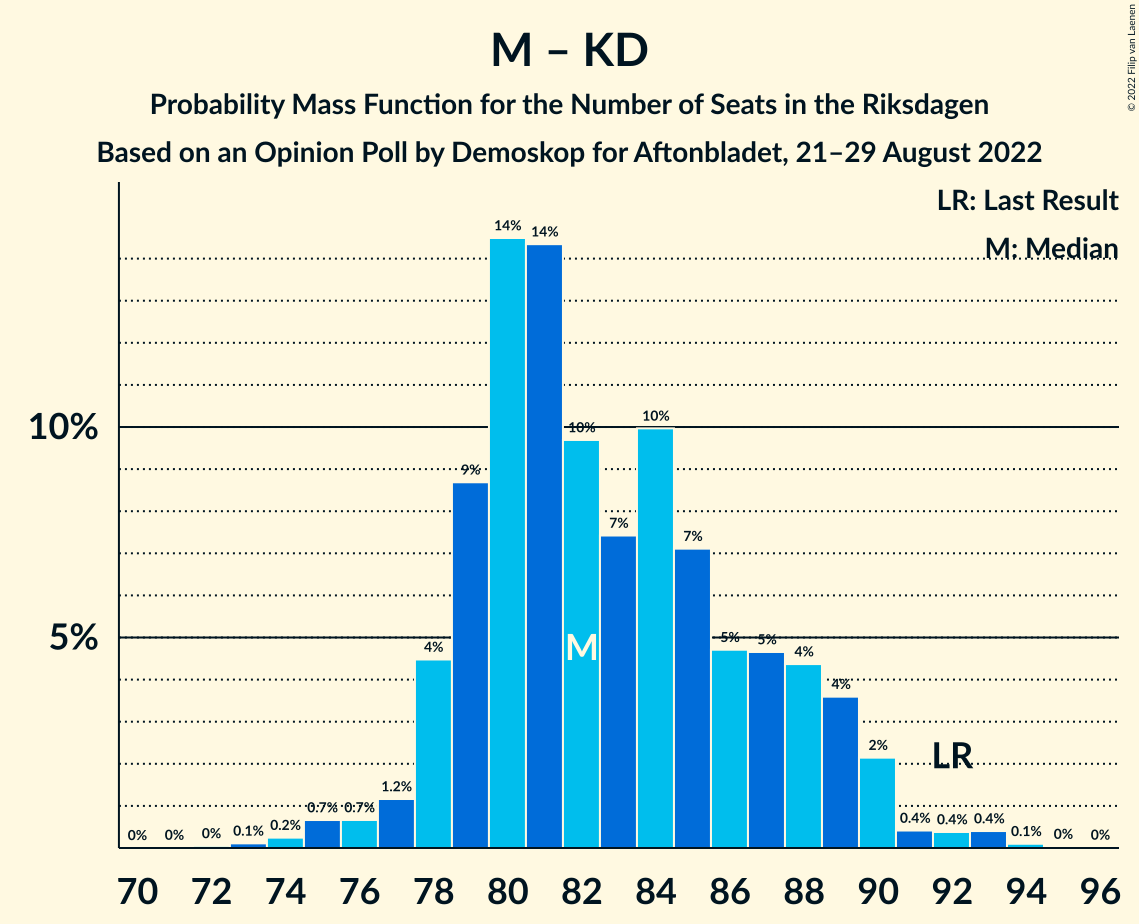 M – KD
Probability Mass Function for the Number of Seats in the Riksdagen
Based on an Opinion Poll by Demoskop for Aftonbladet, 21–29 August 2022
© 2022 Filip van Laenen
LR: Last Result
M: Median
10%
5%
0% 0% 0% 0.1% 0.2% 0.7% 0.7% 1.2% 4% 9% 14% 14% 10% 7% 10% 7% 5% 5% 4% 4% 2% 0.4% 0.4% 0.4% 0.1% 0% 0%
M
LR
70 72 74 76 78 80 82 84 86 88 90 92 94 96